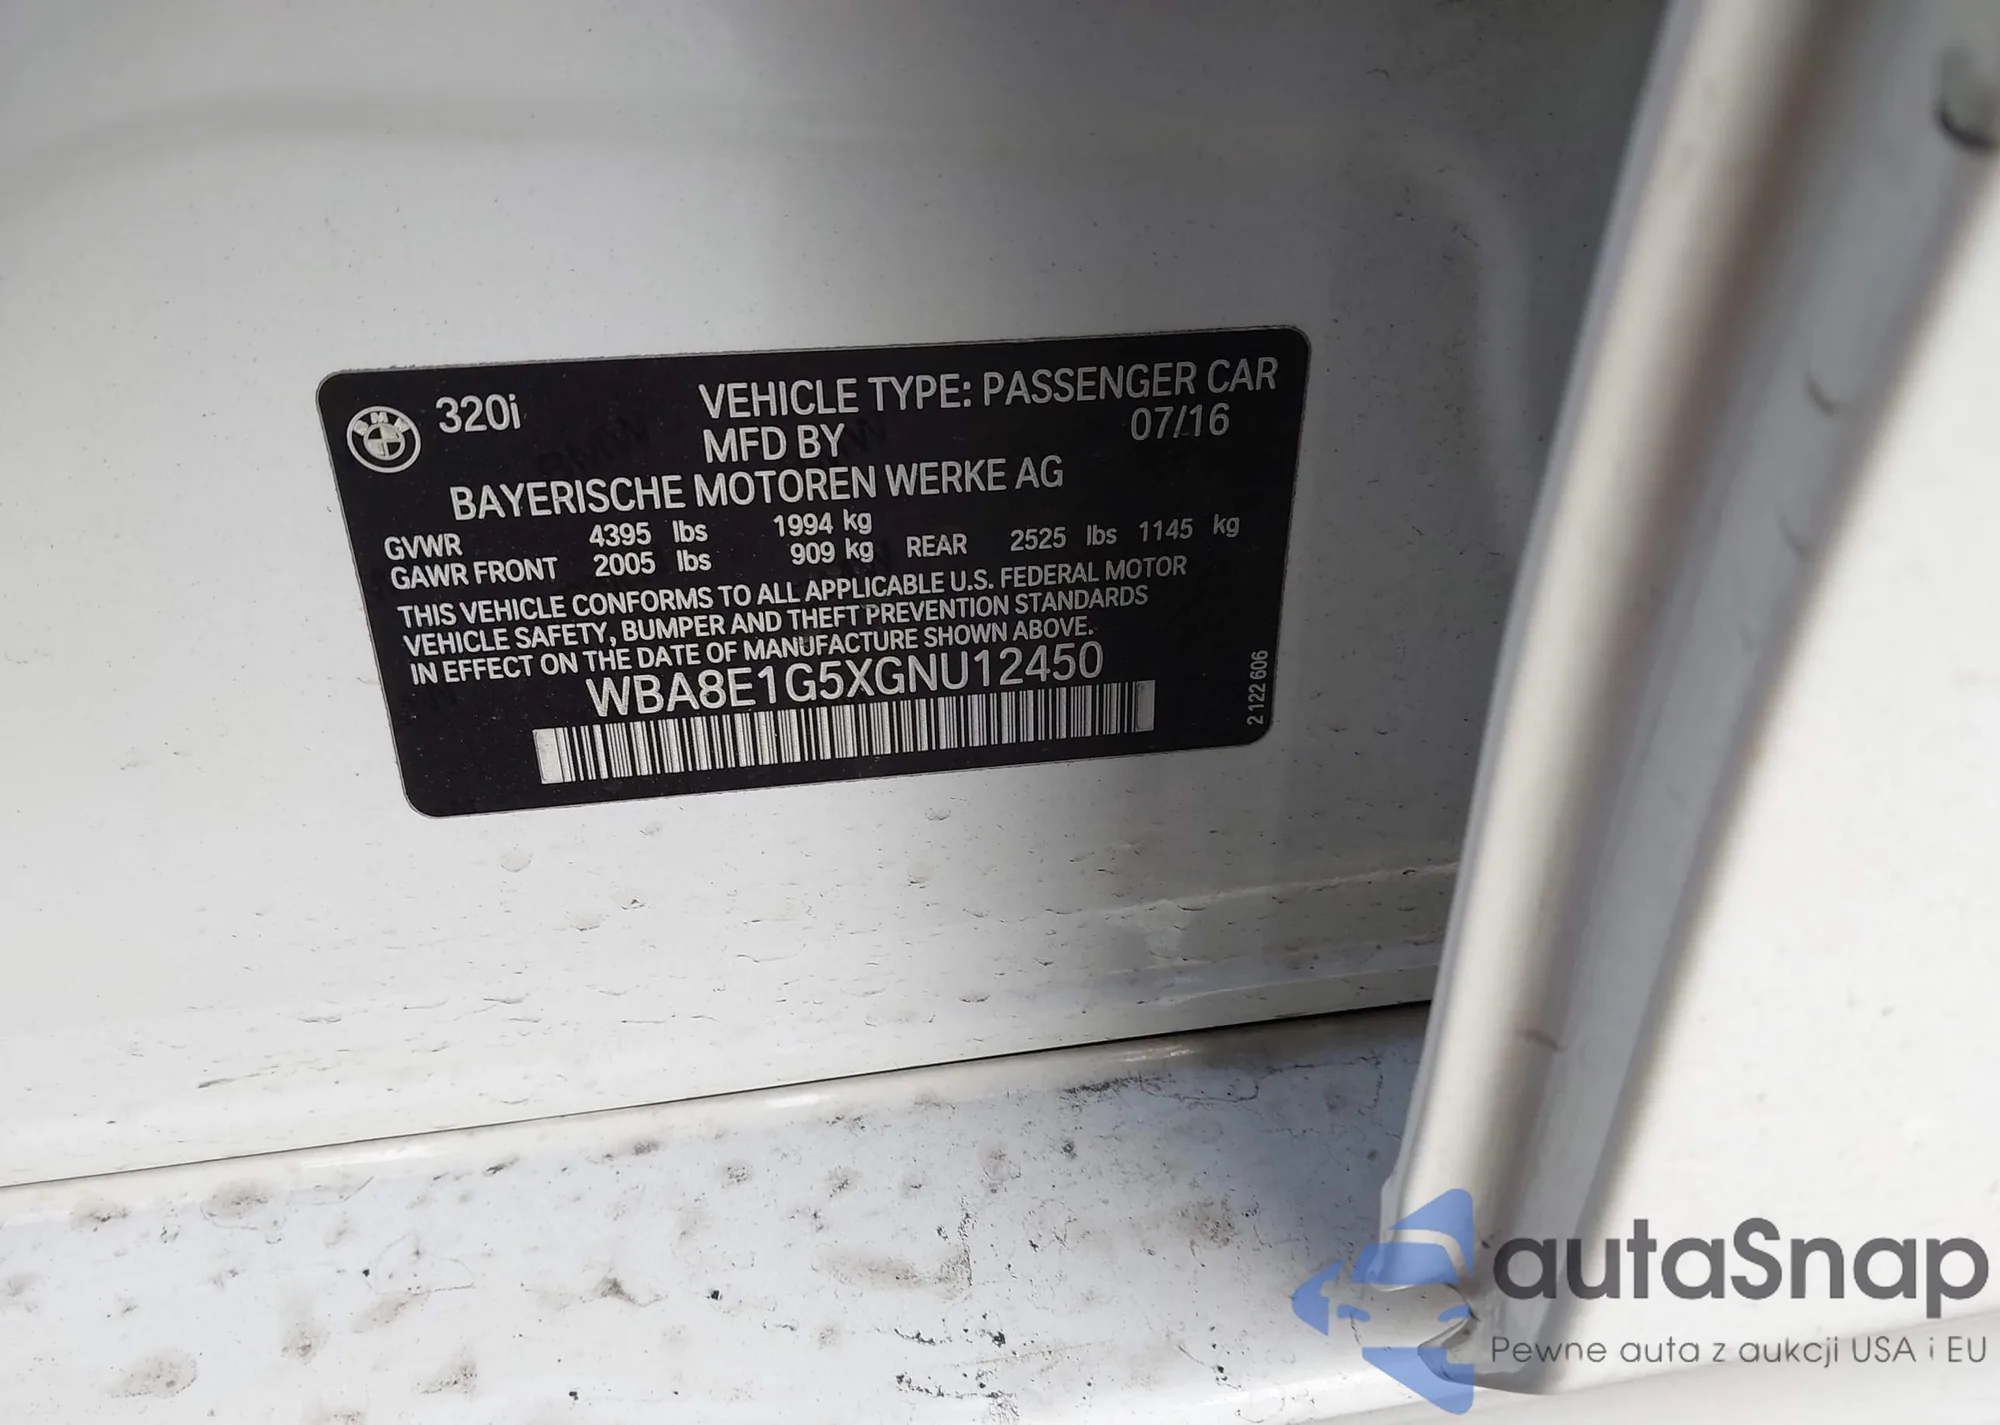 BMW 320i VEHICLE TYPE: PASSENGER CAR
MFD BY 07/16
BAYERISCHE MOTOREN WERKE AG
GVWR 4395 lbs 1994 kg
GAWR FRONT 2005 lbs 909 kg REAR 2525 lbs 1145 kg
THIS VEHICLE CONFORMS TO ALL APPLICABLE U.S. FEDERAL MOTOR
VEHICLE SAFETY, BUMPER AND THEFT PREVENTION STANDARDS
IN EFFECT ON THE DATE OF MANUFACTURE SHOWN ABOVE.
WBA8E1G5XGNU12450
2 122 606
autaSnap
Pewne auta z aukcji USA i EU